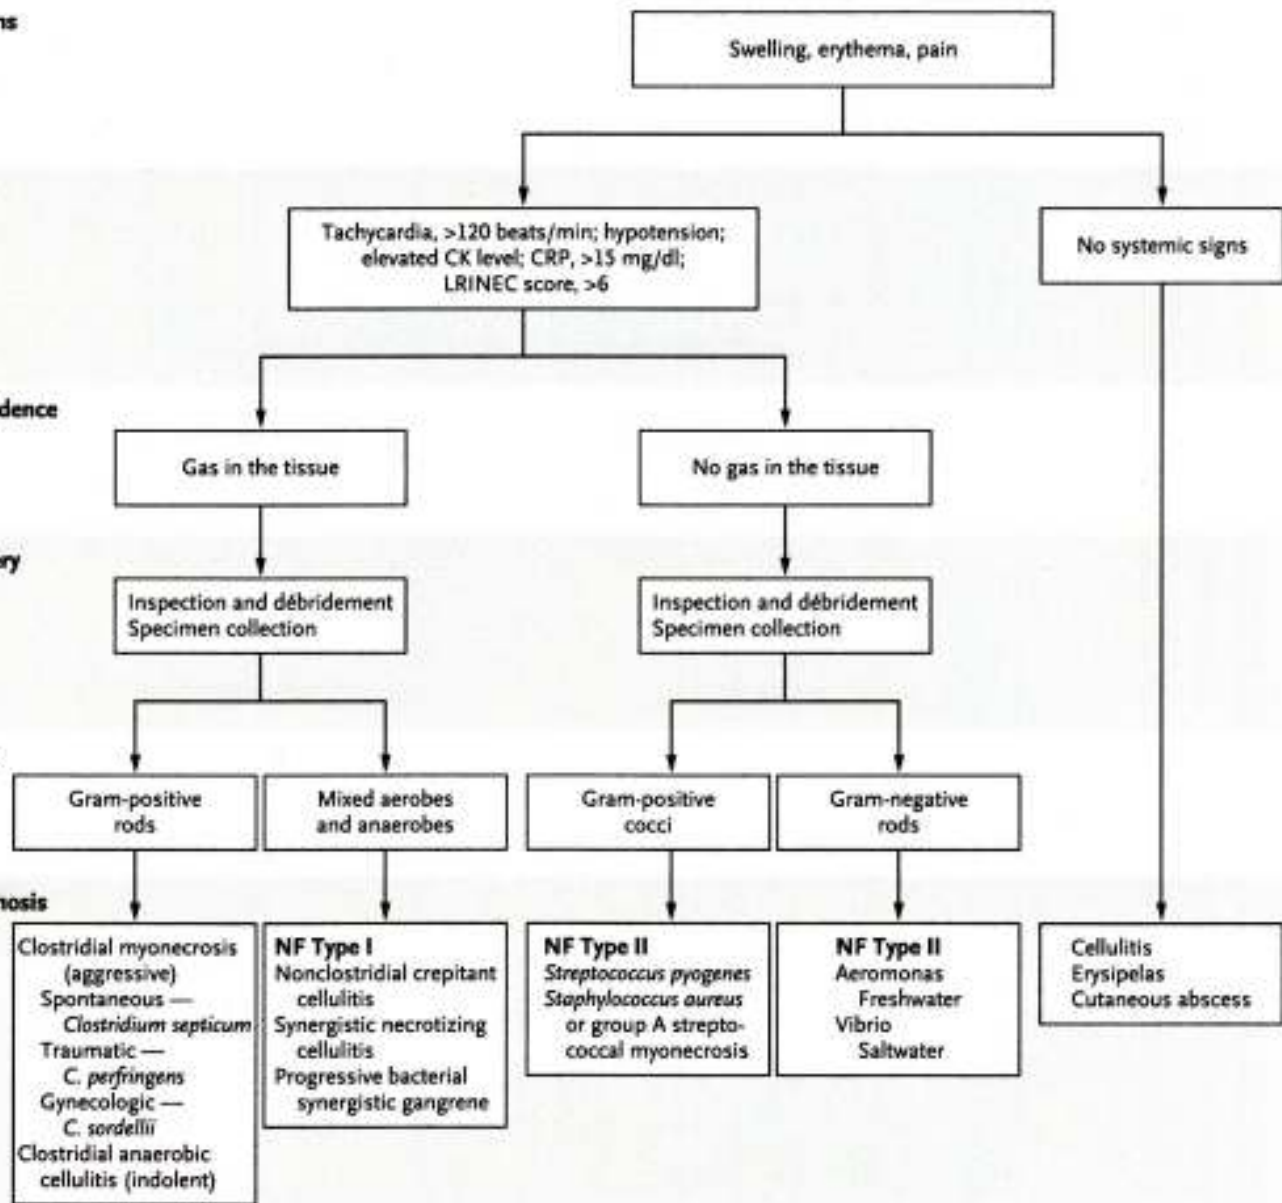 ns
Swelling, erythema, pain
Tachycardia, >120 beats/min; hypotension;
elevated CK level; CRP, >15 mg/dl;
LRINEC score, >6
No systemic signs
dence
Gas in the tissue
No gas in the tissue
ery
Inspection and débridement
Specimen collection
Inspection and débridement
Specimen collection
Gram-positive
rods
Mixed aerobes
and anaerobes
Gram-positive
cocci
Gram-negative
rods
nosis
Clostridial myonecrosis
(aggressive)
Spontaneous —
Clostridium septicum
Traumatic —
C. perfringens
Gynecologic —
C. sordellii
Clostridial anaerobic
cellulitis (indolent)
NF Type I
Nonclostridial crepitant
cellulitis
Synergistic necrotizing
cellulitis
Progressive bacterial
synergistic gangrene
NF Type II
Streptococcus pyogenes
Staphylococcus aureus
or group A strepto-
coccal myonecrosis
NF Type II
Aeromonas
Freshwater
Vibrio
Saltwater
Cellulitis
Erysipelas
Cutaneous abscess